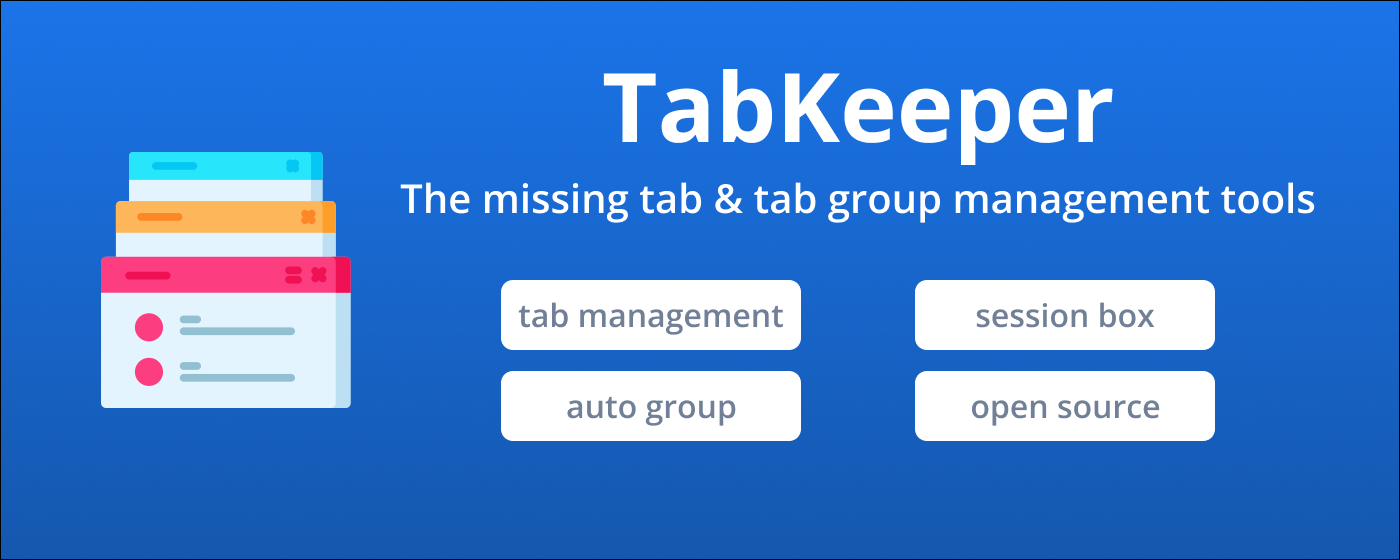 TabKeeper
The missing tab & tab group management tools
tab management
session box
auto group
open source